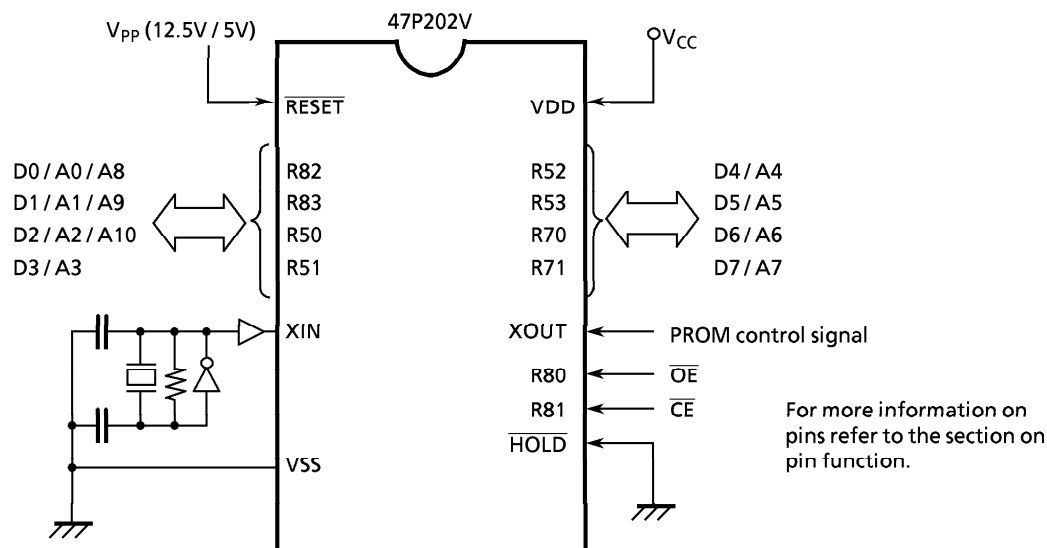 47P202V
VPP (12.5V / 5V)
VCC
RESET
VDD
D0 / A0 / A8
R82
R52
D4 / A4
D1 / A1 / A9
R83
R53
D5 / A5
D2 / A2 / A10
R50
R70
D6 / A6
D3 / A3
R51
R71
D7 / A7
XIN
XOUT
PROM control signal
R80
OE
R81
CE
HOLD
VSS
For more information on
pins refer to the section on
pin function.